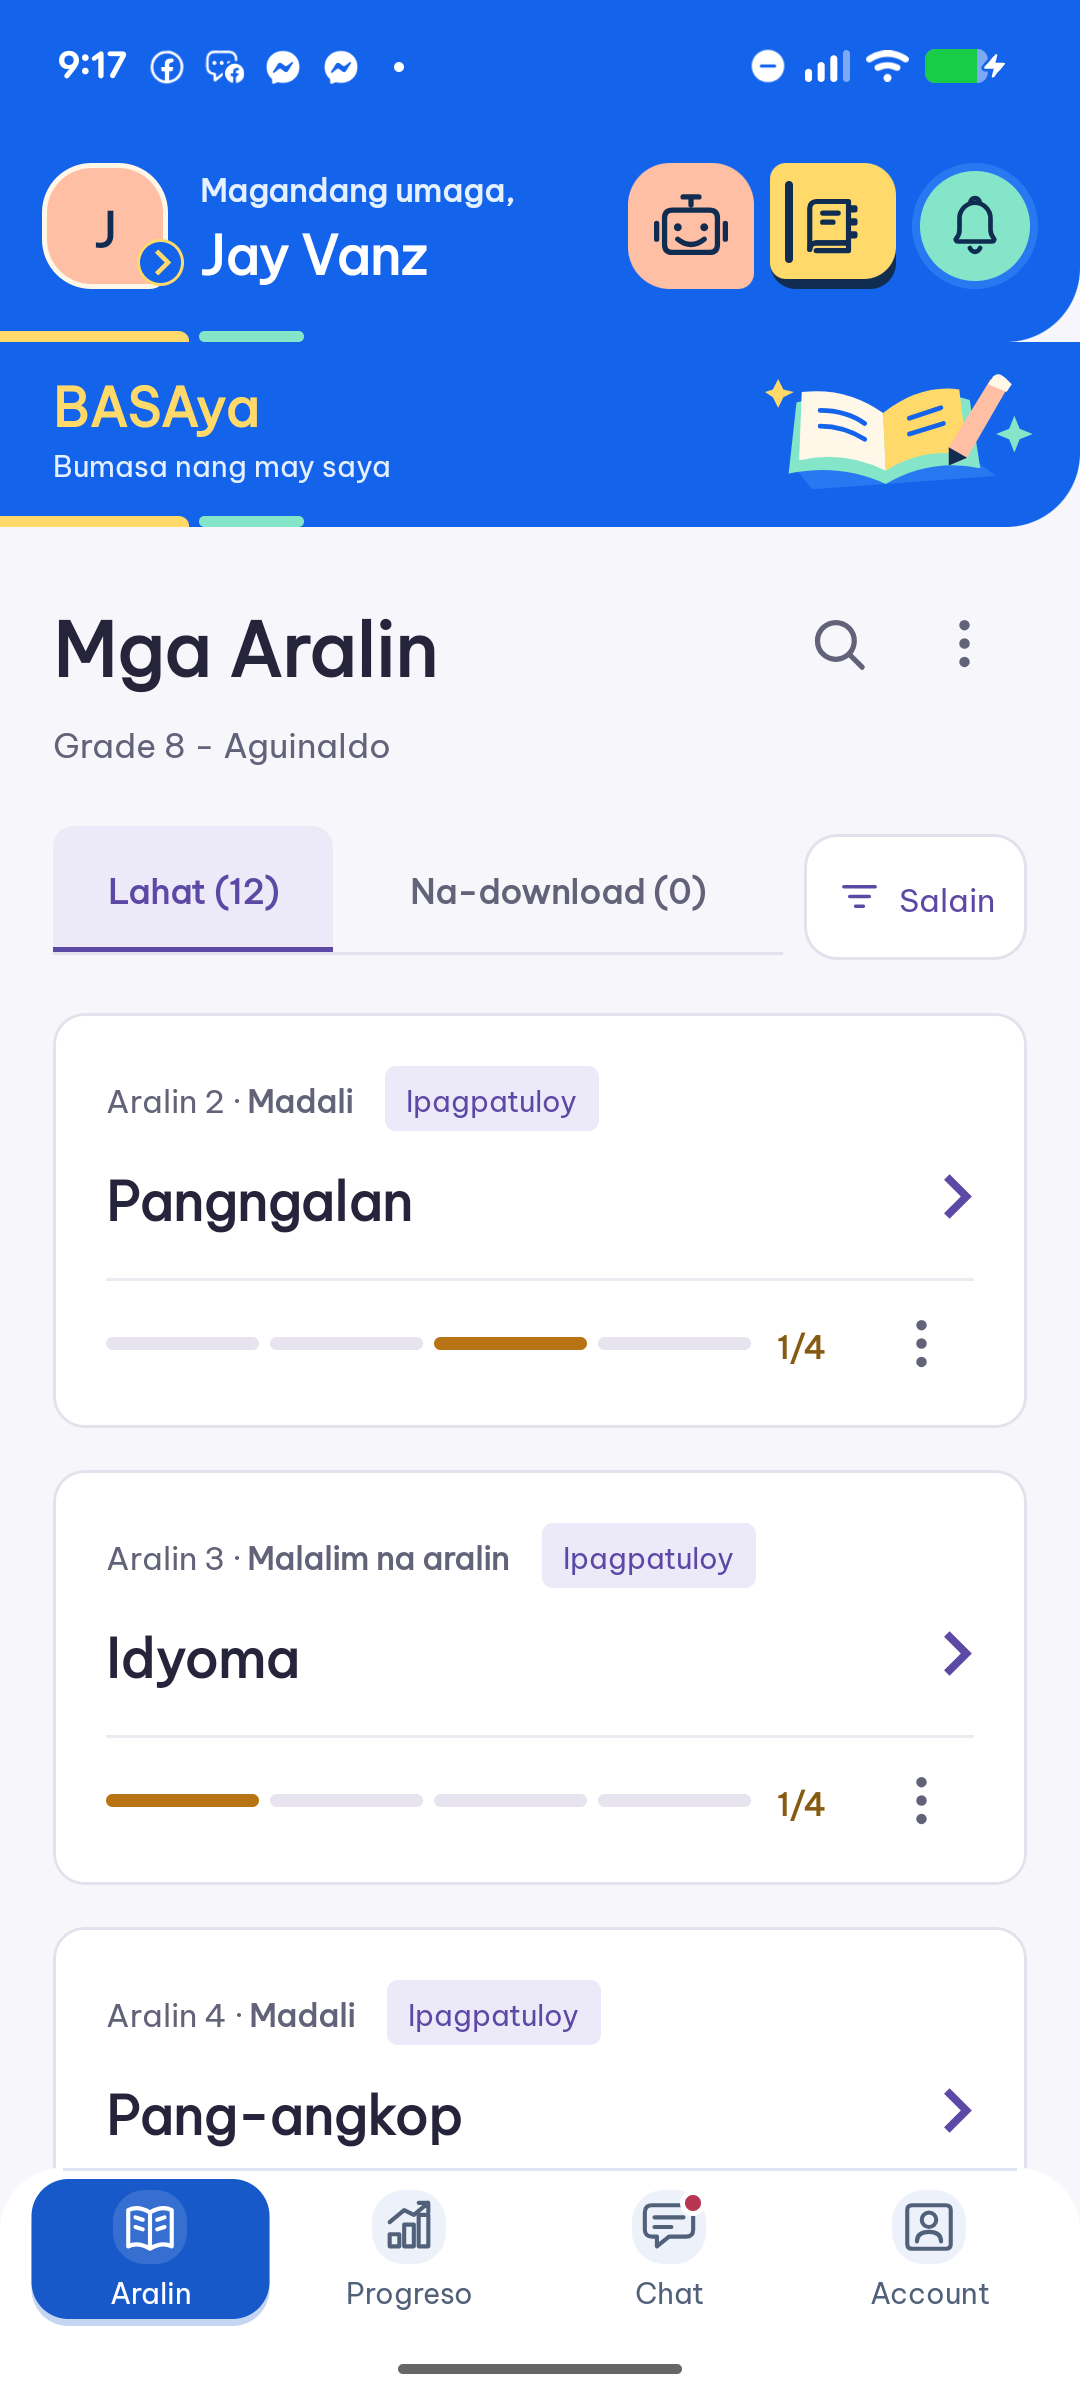 9:17
Magandang umaga,
J
Jay Vanz
BASAya
Bumasa nang may saya
Mga Aralin
Grade 8 - Aguinaldo
Lahat (12)
Na-download (0)
Salain
Aralin 2 · Madali
Ipagpatuloy
Pangngalan
1/4
Aralin 3 · Malalim na aralin
Ipagpatuloy
Idyoma
1/4
Aralin 4 · Madali
Ipagpatuloy
Pang-angkop
Aralin
Progreso
Chat
Account